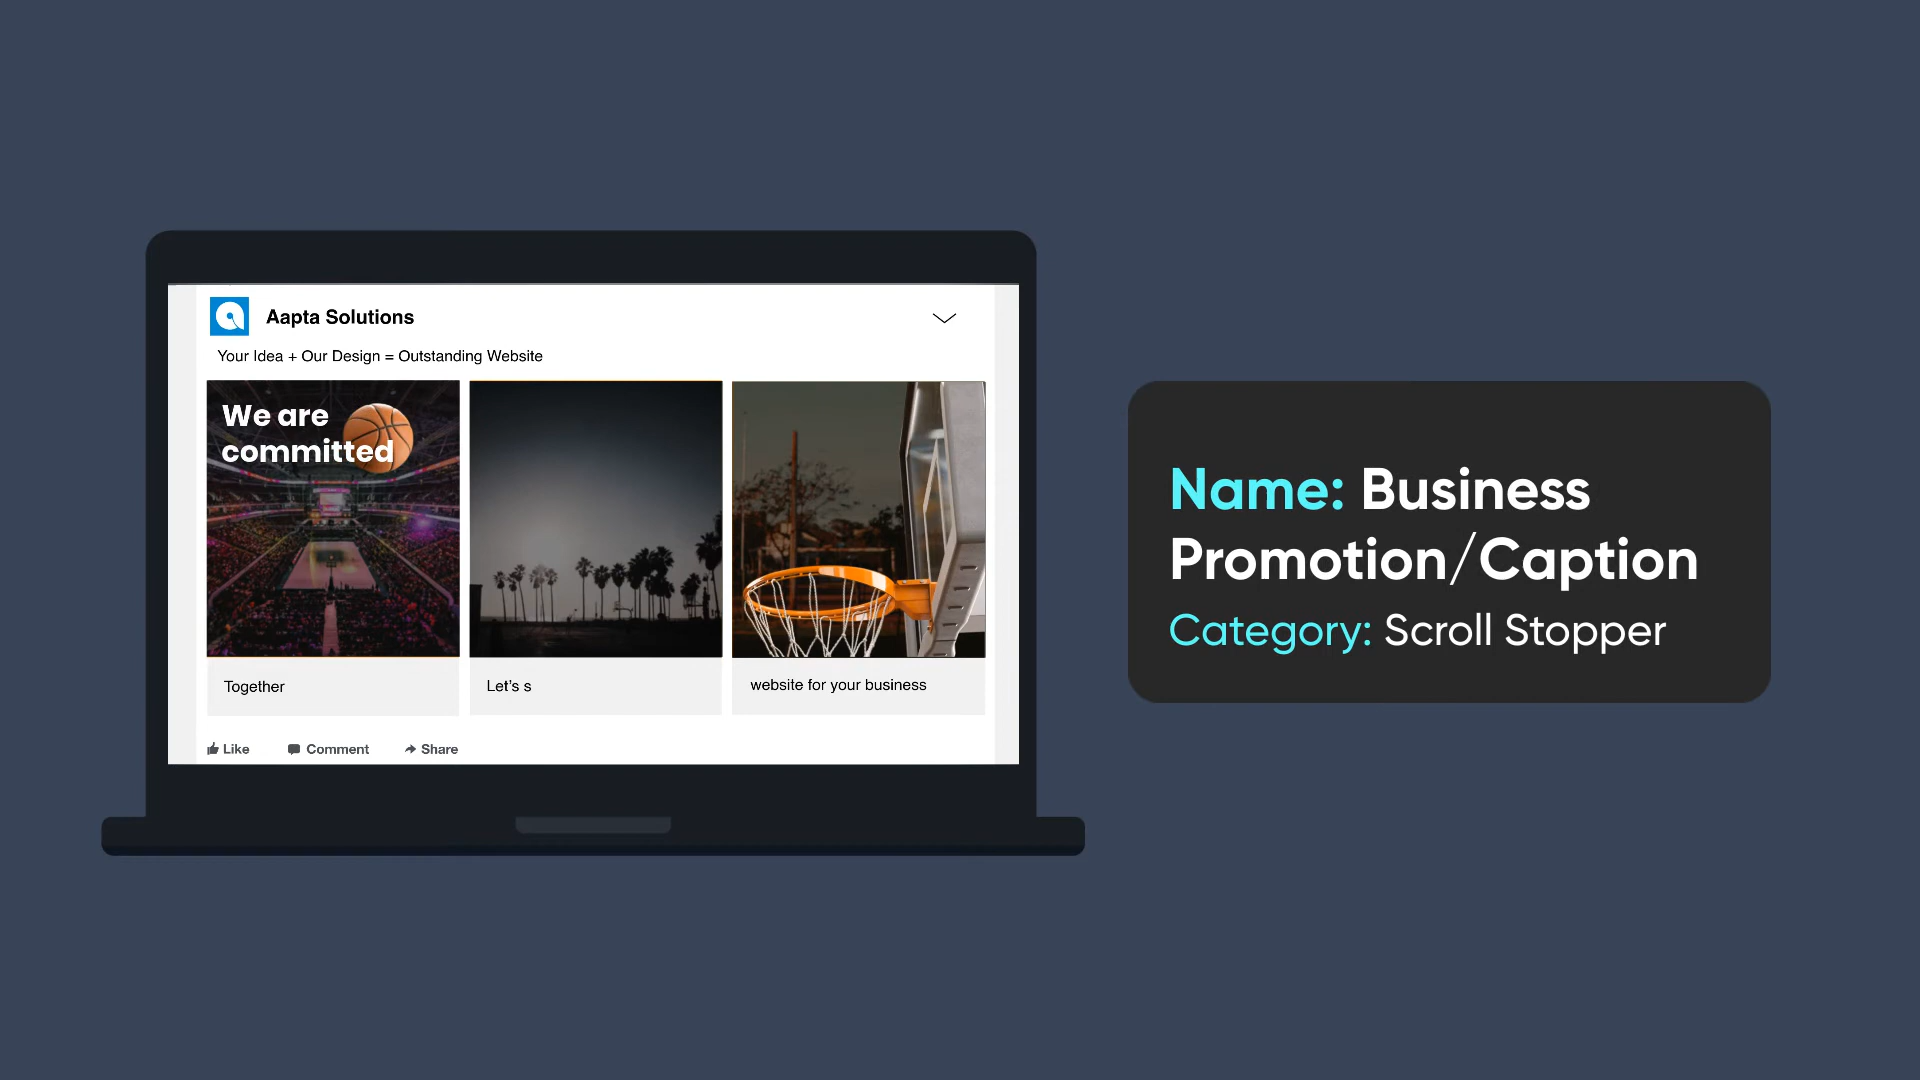 Aapta Solutions
Your Idea + Our Design = Outstanding Website
We are
committed
Together
Let's s
website for your business
Like
Comment
Share
Name: Business
Promotion/Caption
Category: Scroll Stopper